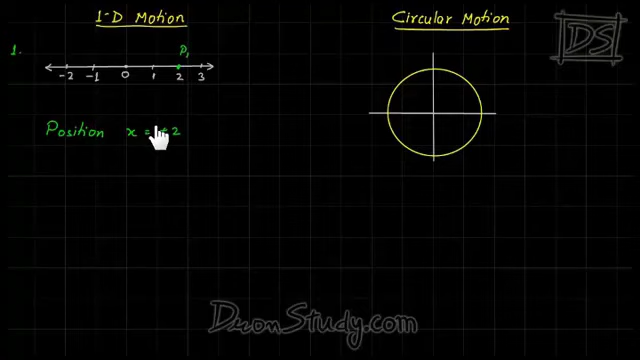 1-D Motion
Circular Motion
DS
1.
P1
-2 -1 0 1 2 3
Position x = + 2
DronStudy.com